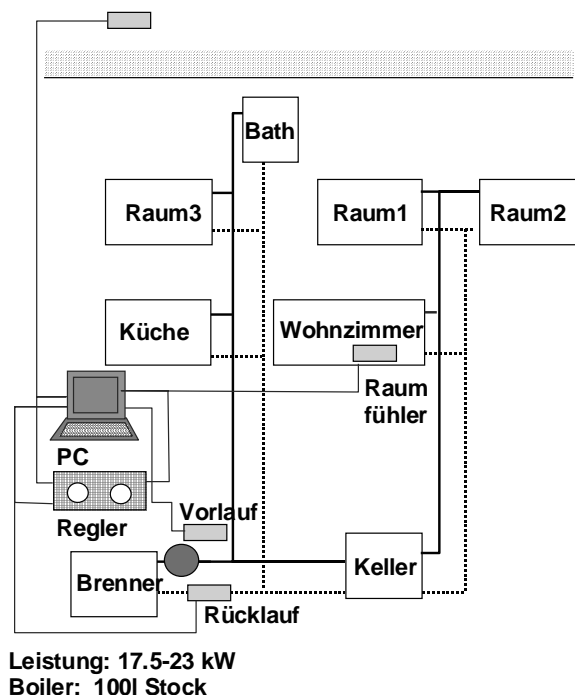 Bath
Raum3
Raum1
Raum2
Küche
Wohnzimmer
Raum
fühler
PC
Regler
Vorlauf
Brenner
Keller
Rücklauf
Leistung: 17.5-23 kW
Boiler: 100l Stock